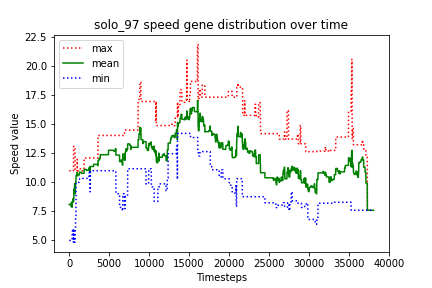 solo_97 speed gene distribution over time
max
mean
min
Speed value
22.5
20.0
17.5
15.0
12.5
10.0
7.5
5.0
0 5000 10000 15000 20000 25000 30000 35000 40000
Timesteps